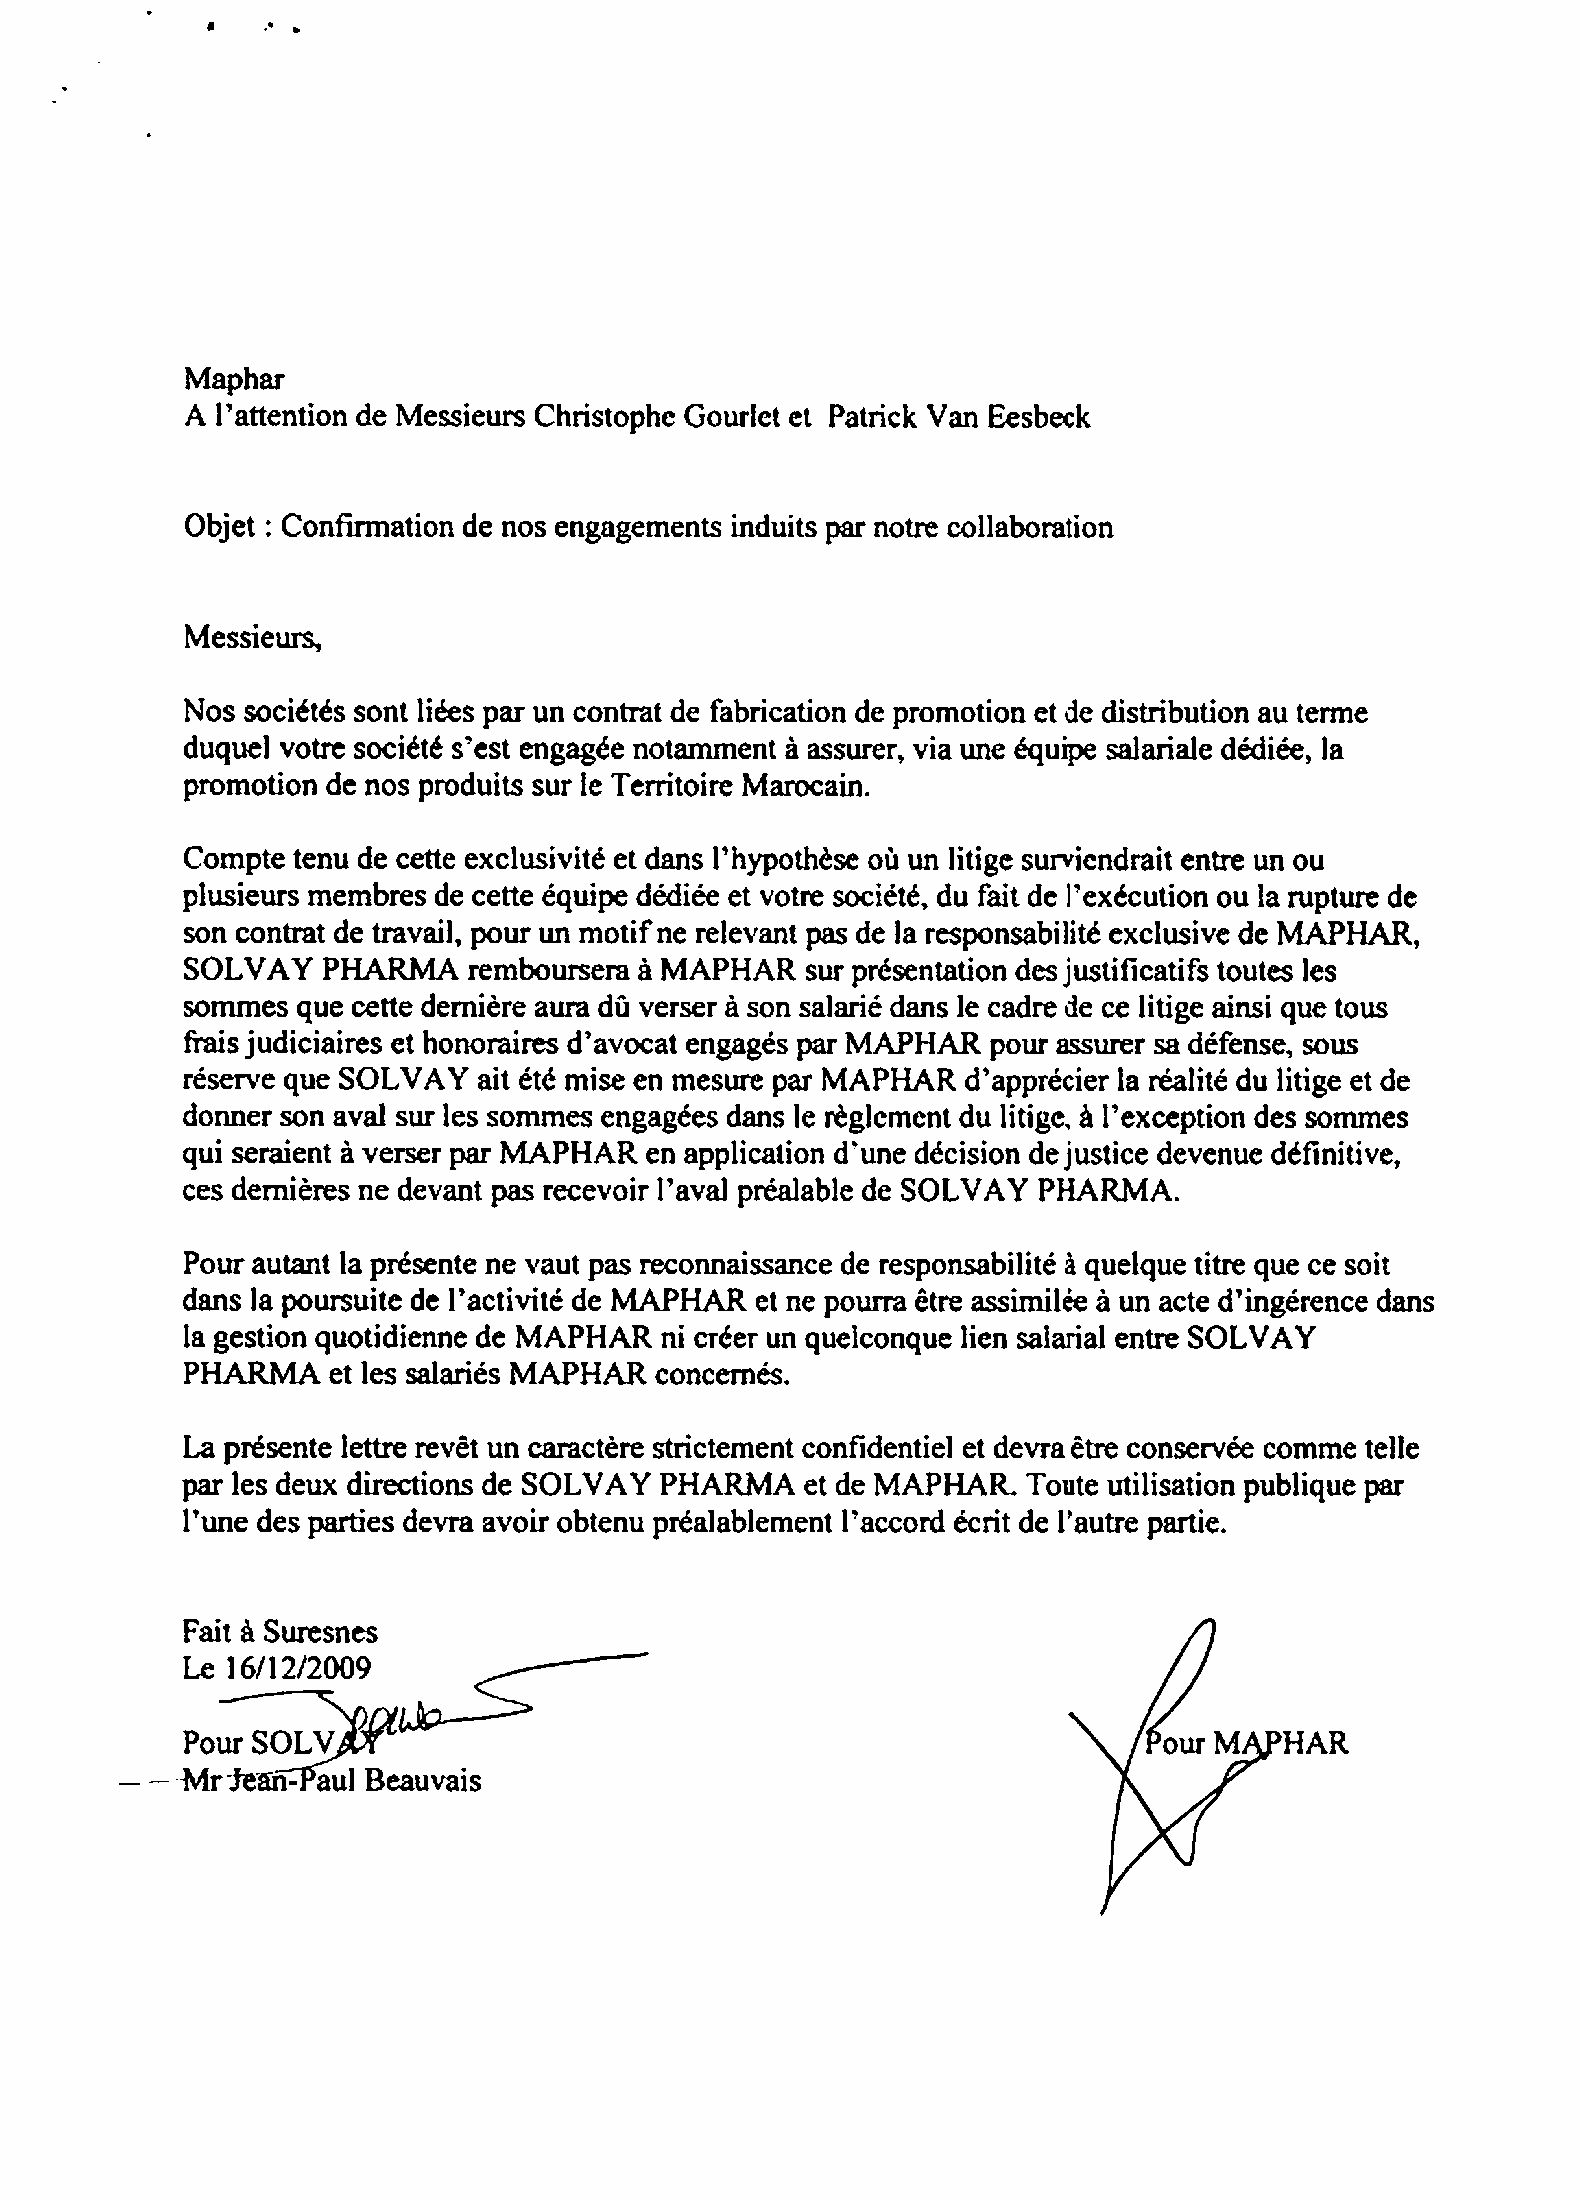 Maphar
A l'attention de Messieurs Christophe Gourlet et Patrick Van Eesbeck
Objet : Confirmation de nos engagements induits par notre collaboration
Messieurs,
Nos sociétés sont liées par un contrat de fabrication de promotion et de distribution au terme
duquel votre société s'est engagée notamment à assurer, via une équipe salariale dédiée, la
promotion de nos produits sur le Territoire Marocain.
Compte tenu de cette exclusivité et dans l'hypothèse où un litige surviendrait entre un ou
plusieurs membres de cette équipe dédiée et votre société, du fait de l'exécution ou la rupture de
son contrat de travail, pour un motif ne relevant pas de la responsabilité exclusive de MAPHAR,
SOLVAY PHARMA remboursera à MAPHAR sur présentation des justificatifs toutes les
sommes que cette dernière aura dû verser à son salarié dans le cadre de ce litige ainsi que tous
frais judiciaires et honoraires d'avocat engagés par MAPHAR pour assurer sa défense, sous
réserve que SOLVAY ait été mise en mesure par MAPHAR d'apprécier la réalité du litige et de
donner son aval sur les sommes engagées dans le règlement du litige, à l'exception des sommes
qui seraient à verser par MAPHAR en application d'une décision de justice devenue définitive,
ces dernières ne devant pas recevoir l'aval préalable de SOLVAY PHARMA.
Pour autant la présente ne vaut pas reconnaissance de responsabilité à quelque titre que ce soit
dans la poursuite de l'activité de MAPHAR et ne pourra être assimilée à un acte d'ingérence dans
la gestion quotidienne de MAPHAR ni créer un quelconque lien salarial entre SOLVAY
PHARMA et les salariés MAPHAR concernés.
La présente lettre revêt un caractère strictement confidentiel et devra être conservée comme telle
par les deux directions de SOLVAY PHARMA et de MAPHAR. Toute utilisation publique par
l'une des parties devra avoir obtenu préalablement l'accord écrit de l'autre partie.
Fait à Suresnes
Le 16/12/2009
Pour SOLVAY Pour MAPHAR
Mr Jean-Paul Beauvais